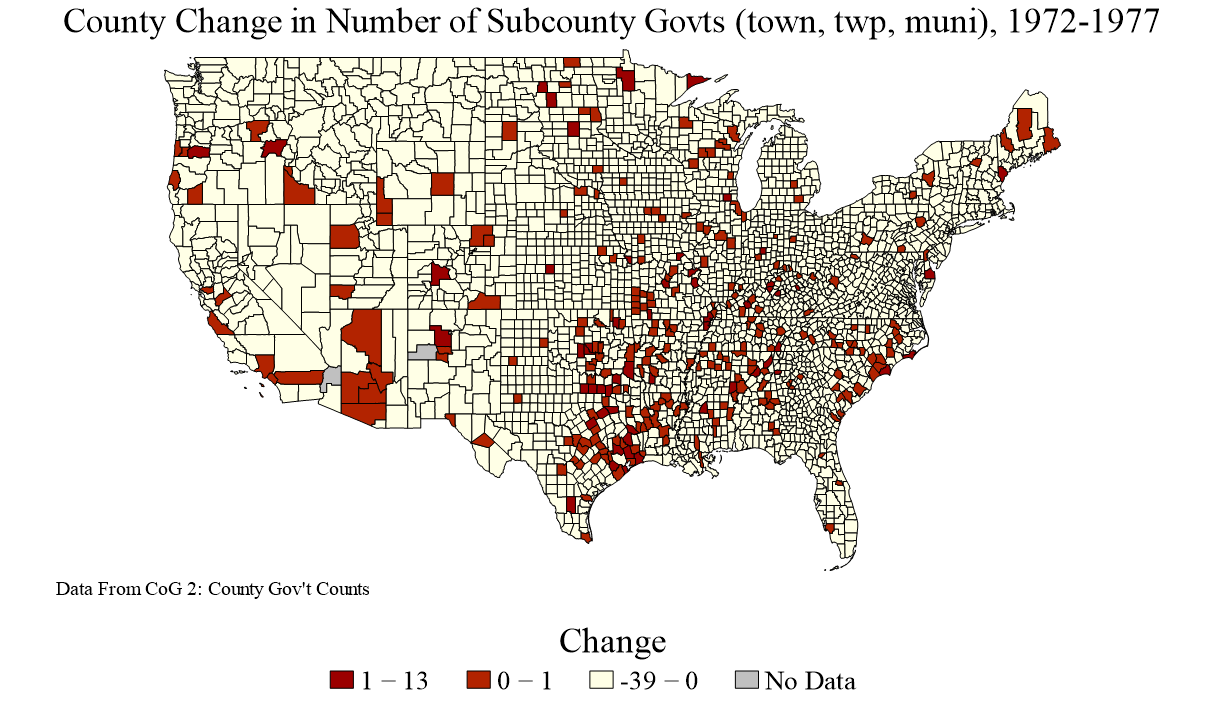 County Change in Number of Subcounty Govts (town, twp, muni), 1972-1977
Data From CoG 2: County Gov't Counts
Change
1 − 13 0 − 1 -39 − 0 No Data